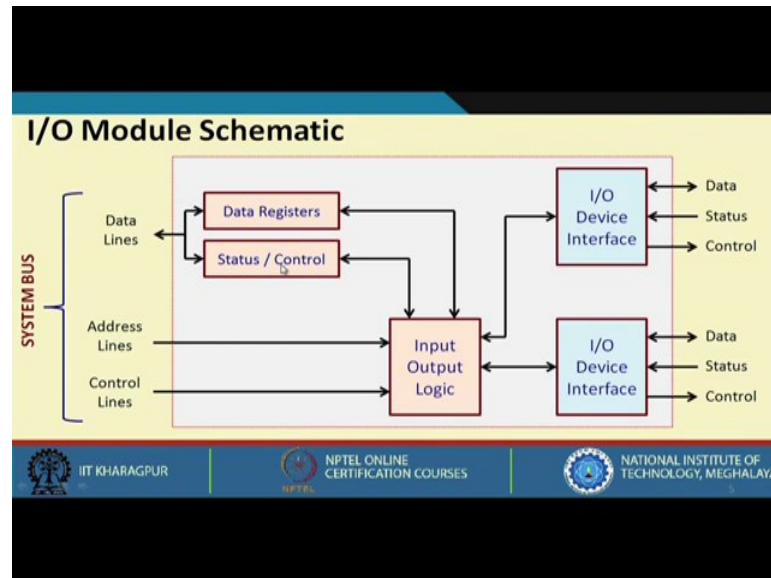 I/O Module Schematic
SYSTEM BUS
Data
Lines
Address
Lines
Control
Lines
Data Registers
Status / Control
Input
Output
Logic
I/O
Device
Interface
Data
Status
Control
I/O
Device
Interface
Data
Status
Control
IIT KHARAGPUR
NPTEL
NPTEL ONLINE
CERTIFICATION COURSES
NATIONAL INSTITUTE OF
TECHNOLOGY, MEGHALAYA
5